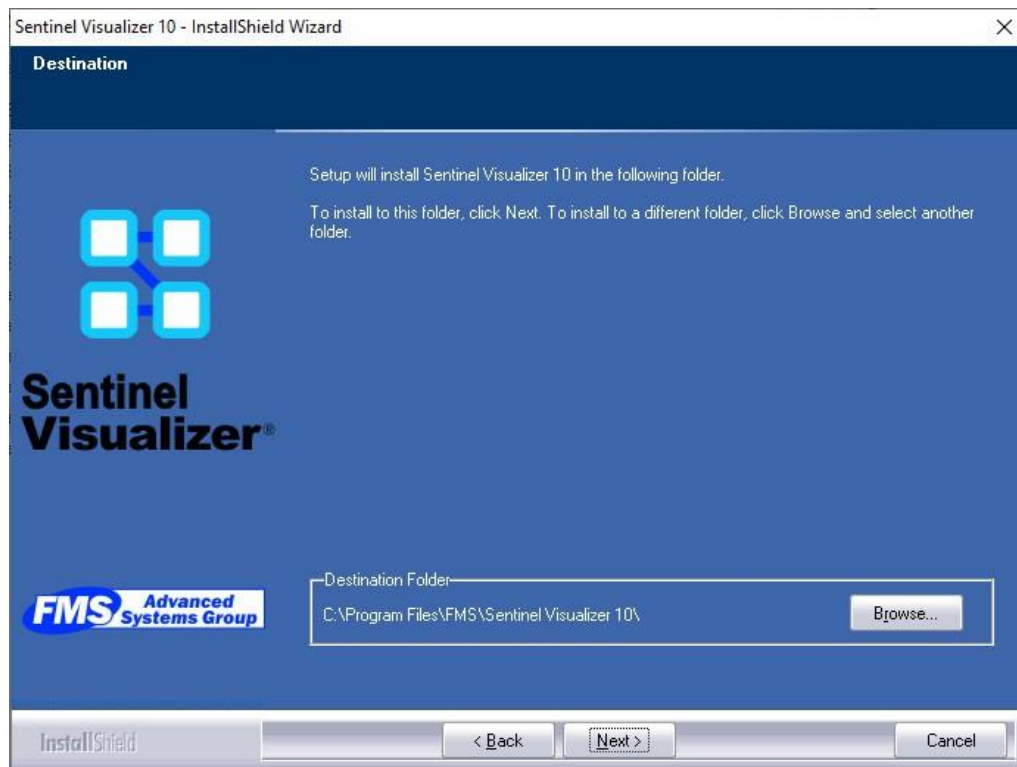 Sentinel Visualizer 10 - InstallShield Wizard
Destination
Setup will install Sentinel Visualizer 10 in the following folder.
To install to this folder, click Next. To install to a different folder, click Browse and select another
folder.
Sentinel
Visualizer®
FMS Advanced
Systems Group
Destination Folder
C:\Program Files\FMS\Sentinel Visualizer 10\
Browse...
InstallShield
< Back
Next >
Cancel